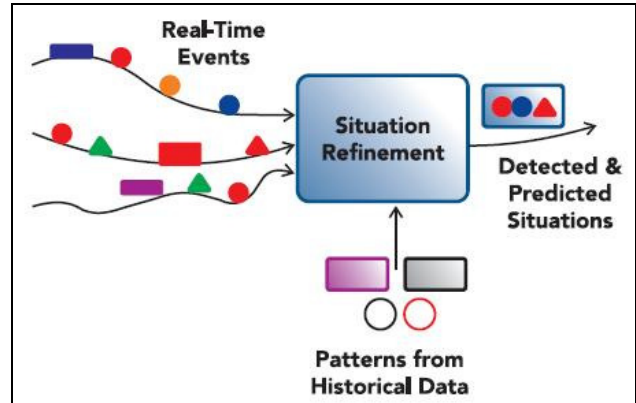 Real-Time
Events
Situation
Refinement
Detected &
Predicted
Situations
Patterns from
Historical Data